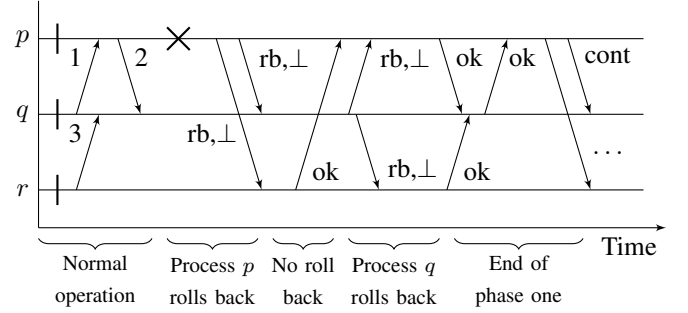 p
1 2 rb,⊥ rb,⊥ ok ok cont
q
3 rb,⊥ ok rb,⊥ ok ...
r
Time
Normal operation
Process p rolls back
No roll back
Process q rolls back
End of phase one